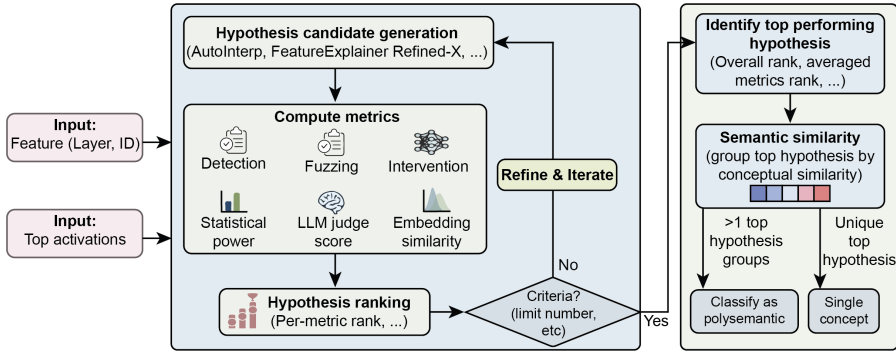 Input:
Feature (Layer, ID)
Input:
Top activations
Hypothesis candidate generation
(AutoInterp, FeatureExplainer Refined-X, ...)
Compute metrics
Detection
Fuzzing
Intervention
Statistical
power
LLM judge
score
Embedding
similarity
Hypothesis ranking
(Per-metric rank, ...)
Refine & Iterate
No
Criteria?
(limit number,
etc)
Yes
Identify top performing
hypothesis
(Overall rank, averaged
metrics rank, ...)
Semantic similarity
(group top hypothesis by
conceptual similarity)
>1 top
hypothesis
groups
Unique
top
hypothesis
Classify as
polysemantic
Single
concept